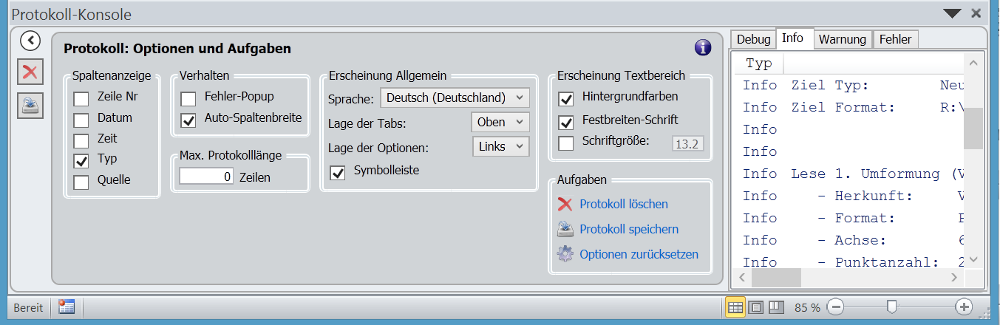 Protokoll-Konsole
Protokoll: Optionen und Aufgaben
Spaltenanzeige
Zeile Nr
Datum
Zeit
Typ
Quelle
Verhalten
Fehler-Popup
Auto-Spaltenbreite
Max. Protokolllänge
0 Zeilen
Erscheinung Allgemein
Sprache: Deutsch (Deutschland)
Lage der Tabs: Oben
Lage der Optionen: Links
Symbolleiste
Erscheinung Textbereich
Hintergrundfarben
Festbreiten-Schrift
Schriftgröße: 13.2
Aufgaben
Protokoll löschen
Protokoll speichern
Optionen zurücksetzen
Debug Info Warnung Fehler
Typ
Info Ziel Typ: Neu
Info Ziel Format: R:\
Info
Info
Info Lese 1. Umformung (V
Info - Herkunft: V
Info - Format:
Info - Achse: 6
Info - Punktanzahl: 2
Bereit
85 %